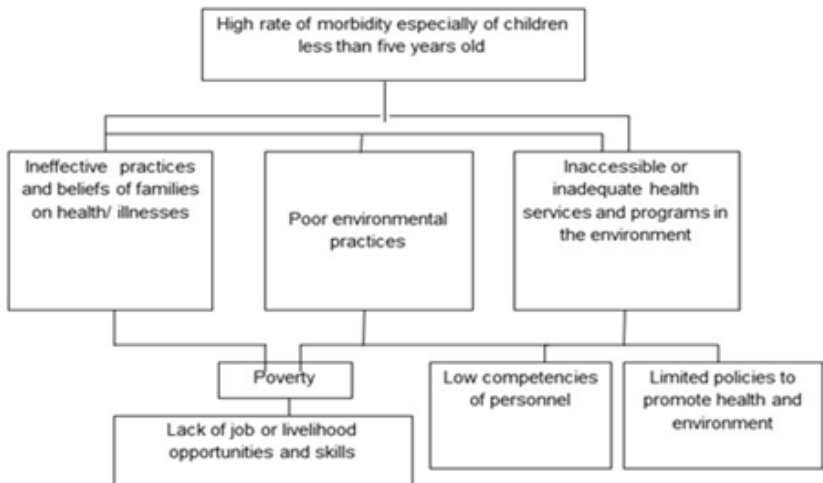 High rate of morbidity especially of children
less than five years old
Ineffective practices
and beliefs of families
on health/ illnesses
Poor environmental
practices
Inaccessible or
inadequate health
services and programs in
the environment
Poverty
Lack of job or livelihood
opportunities and skills
Low competencies
of personnel
Limited policies to
promote health and
environment